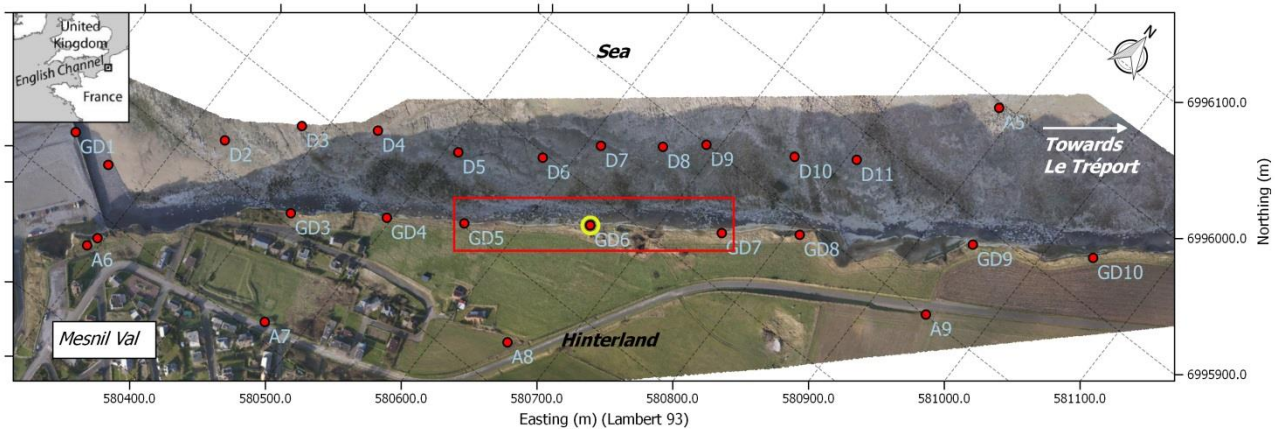 United
Kingdom
English Channel
France
Sea
N
GD1
D2
D3
D4
D5
D6
D7
D8
D9
D10
D11
A5
Towards
Le Tréport
6996100.0
GD3
GD4
GD5
GD6
GD7
GD8
GD9
GD10
6996000.0
Northing (m)
A6
A7
A8
A9
Mesnil Val
Hinterland
6995900.0
580400.0
580500.0
580600.0
580700.0
580800.0
580900.0
581000.0
581100.0
Easting (m) (Lambert 93)